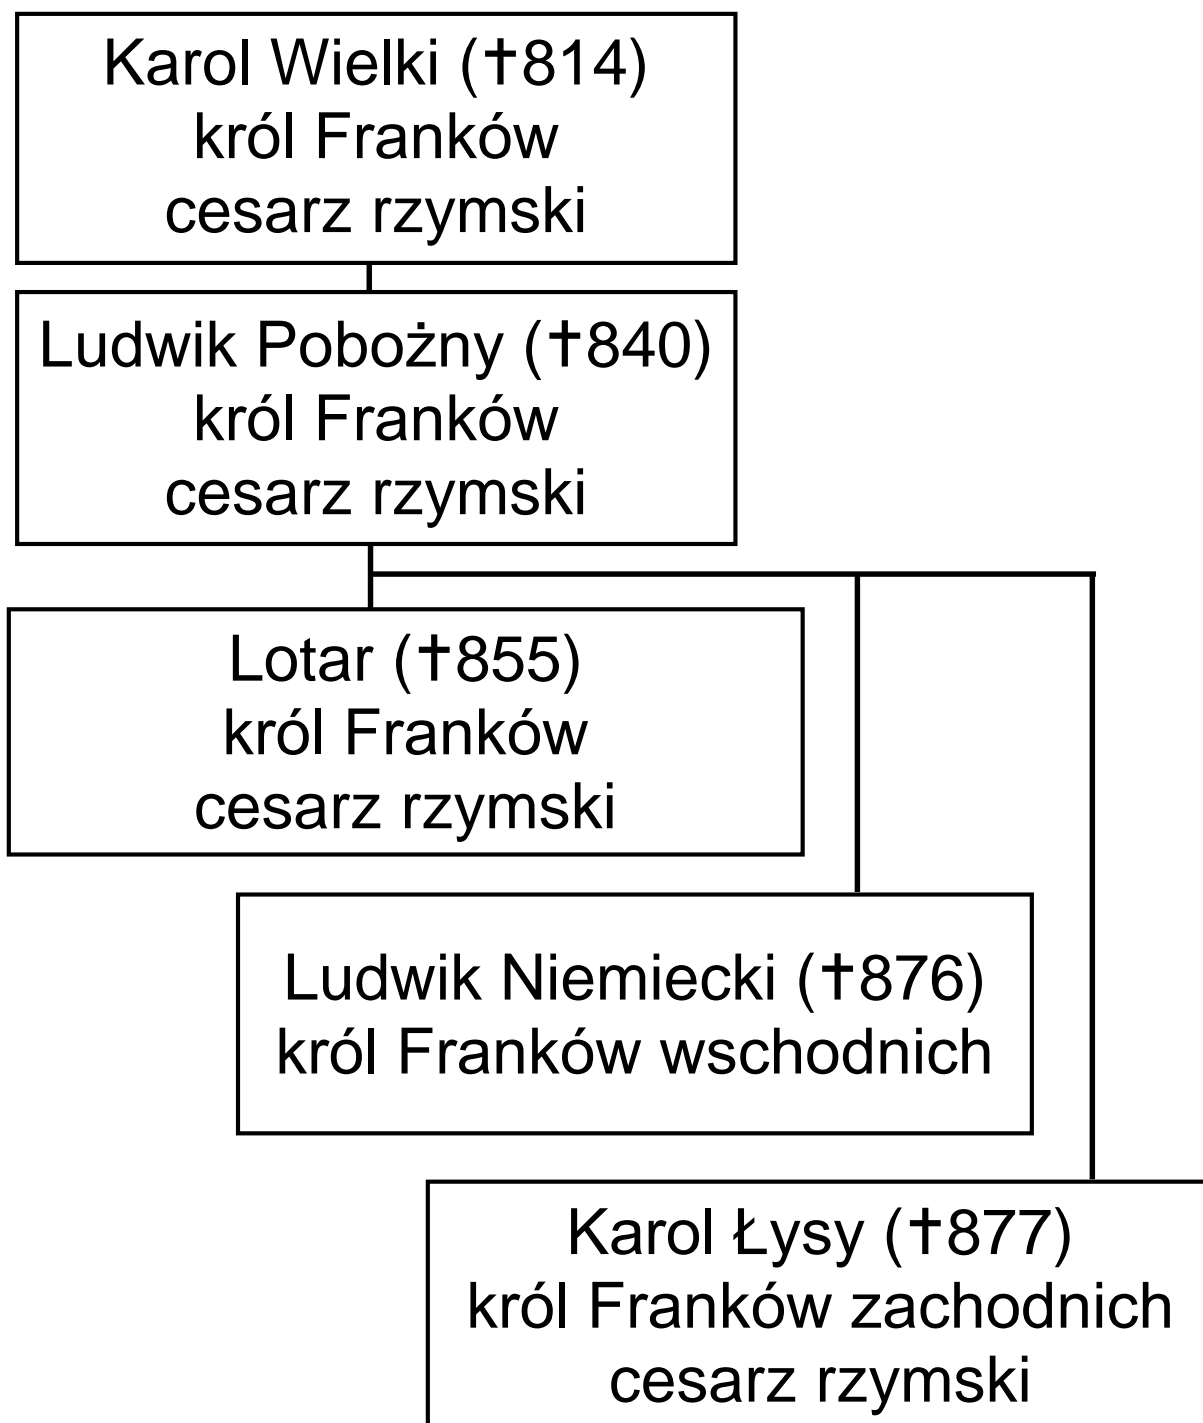 Karol Wielki (†814)
król Franków
cesarz rzymski
Ludwik Pobożny (†840)
król Franków
cesarz rzymski
Lotar (†855)
król Franków
cesarz rzymski
Ludwik Niemiecki (†876)
król Franków wschodnich
Karol Łysy (†877)
król Franków zachodnich
cesarz rzymski